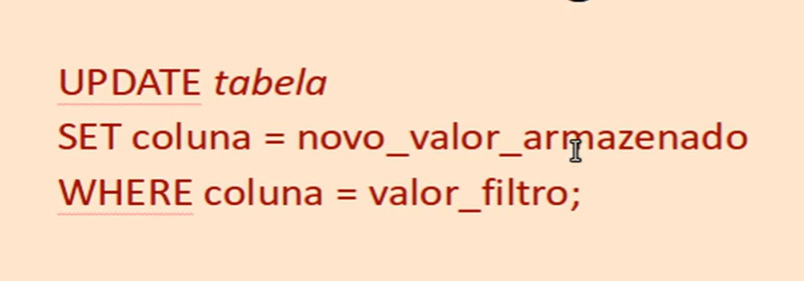 UPDATE tabela
SET coluna = novo_valor_armazenado
WHERE coluna = valor_filtro;